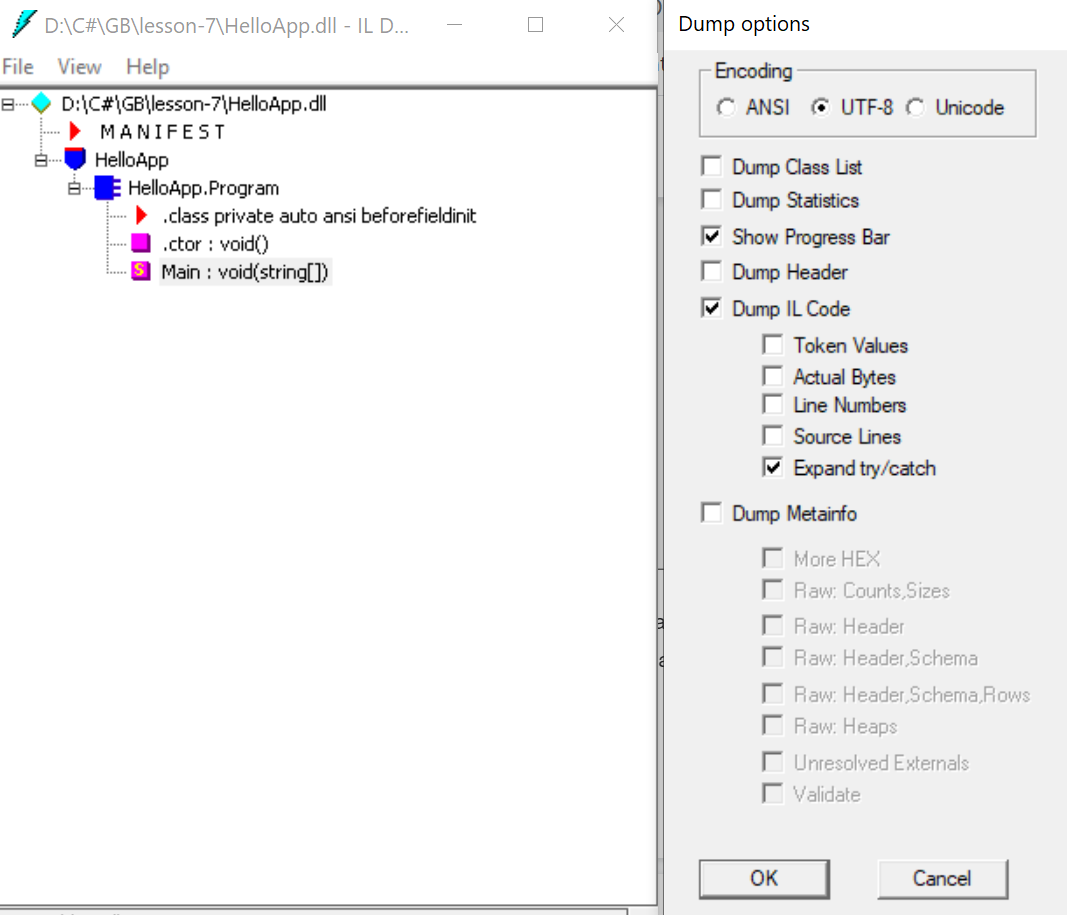 D:\C#\GB\lesson-7\HelloApp.dll - IL D...
File View Help
D:\C#\GB\lesson-7\HelloApp.dll
M A N I F E S T
HelloApp
HelloApp.Program
.class private auto ansi beforefieldinit
.ctor : void()
S
Main : void(string[])
Dump options
Encoding
ANSI UTF-8 Unicode
Dump Class List
Dump Statistics
Show Progress Bar
Dump Header
Dump IL Code
Token Values
Actual Bytes
Line Numbers
Source Lines
Expand try/catch
Dump Metainfo
More HEX
Raw: Counts,Sizes
Raw: Header
Raw: Header,Schema
Raw: Header,Schema,Rows
Raw: Heaps
Unresolved Externals
Validate
OK Cancel